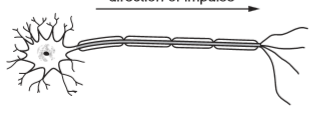 direction of impulse